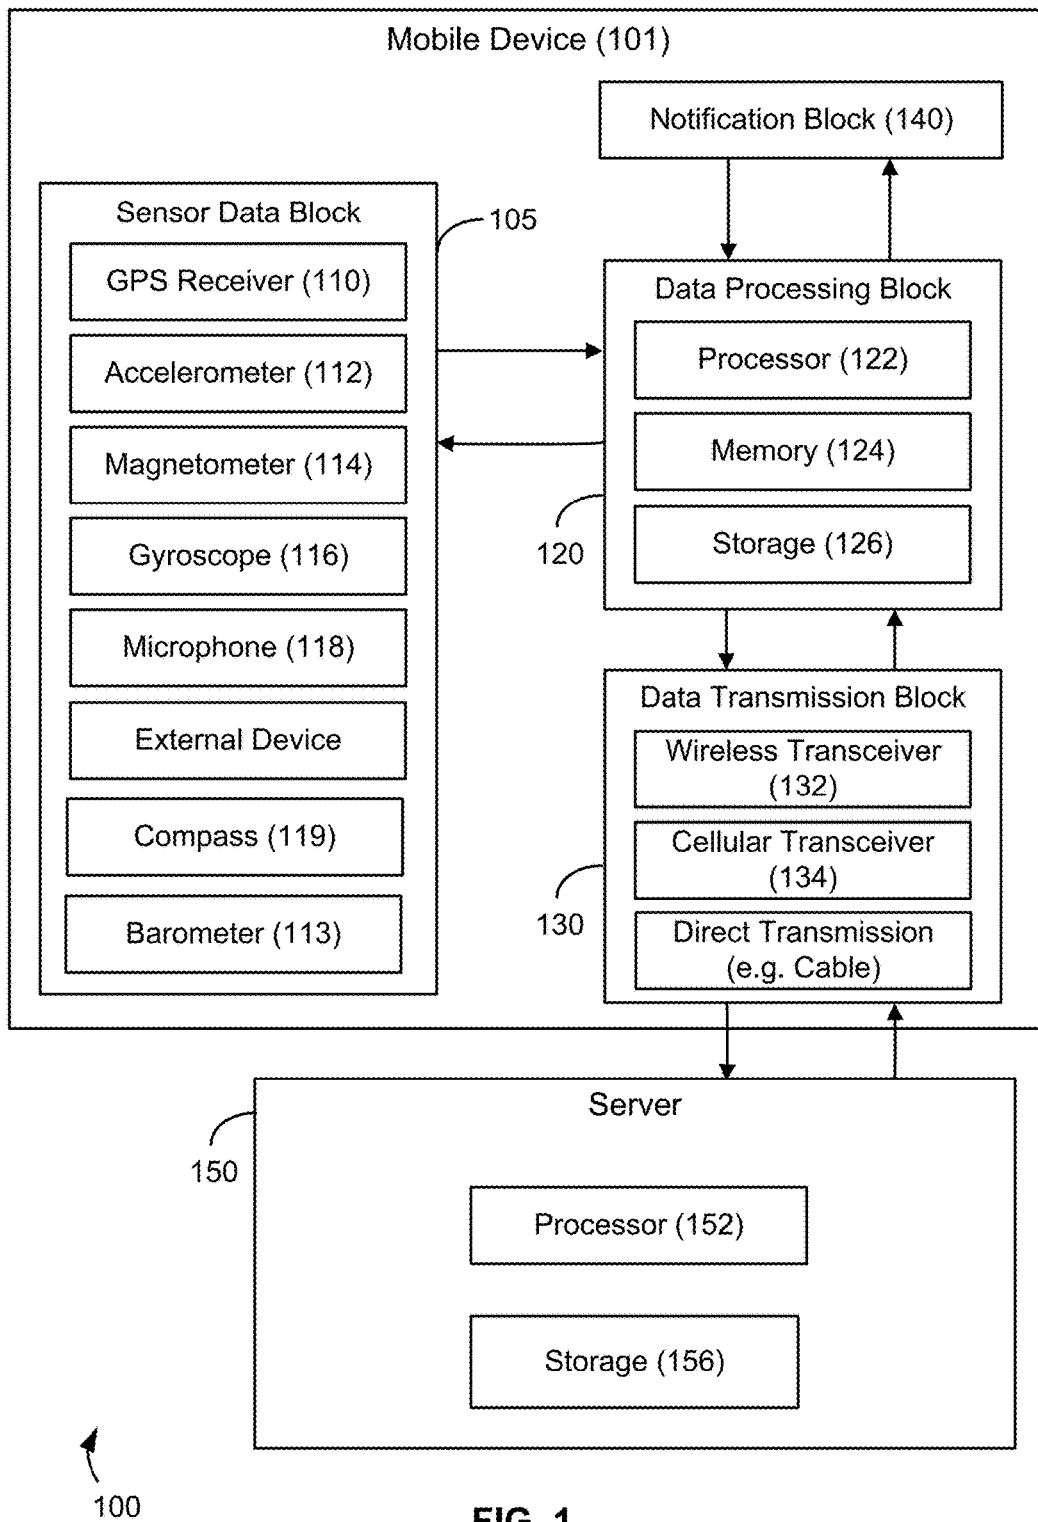 Mobile Device (101)
Notification Block (140)
Sensor Data Block
105
GPS Receiver (110)
Accelerometer (112)
Magnetometer (114)
Gyroscope (116)
Microphone (118)
External Device
Compass (119)
Barometer (113)
Data Processing Block
Processor (122)
Memory (124)
Storage (126)
120
Data Transmission Block
Wireless Transceiver
(132)
Cellular Transceiver
(134)
Direct Transmission
(e.g. Cable)
130
Server
150
Processor (152)
Storage (156)
100
FIG. 1